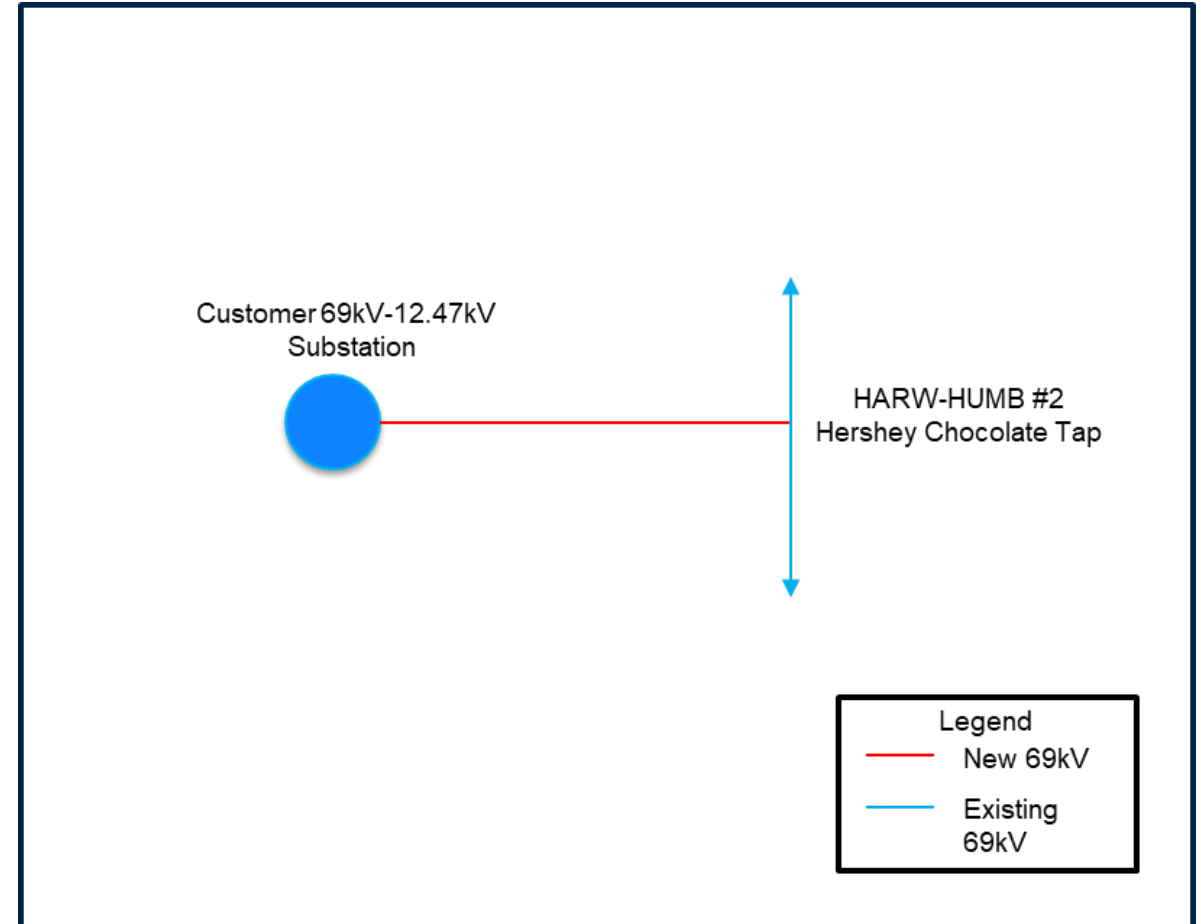 Customer 69kV-12.47kV
Substation
HARW-HUMB #2
Hershey Chocolate Tap
Legend
New 69kV
Existing
69kV